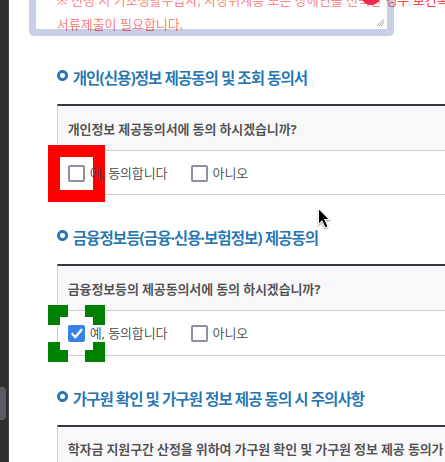 ※ 신청 시 기초생활수급자, 차상위계층 또는 장애인을 선택한 경우 보건복
서류제출이 필요합니다.
개인(신용)정보 제공동의 및 조회 동의서
개인정보 제공동의서에 동의 하시겠습니까?
예, 동의합니다 아니오
금융정보등(금융·신용·보험정보) 제공동의
금융정보등의 제공동의서에 동의 하시겠습니까?
예, 동의합니다 아니오
가구원 확인 및 가구원 정보 제공 동의 시 주의사항
학자금 지원구간 산정을 위하여 가구원 확인 및 가구원 정보 제공 동의가